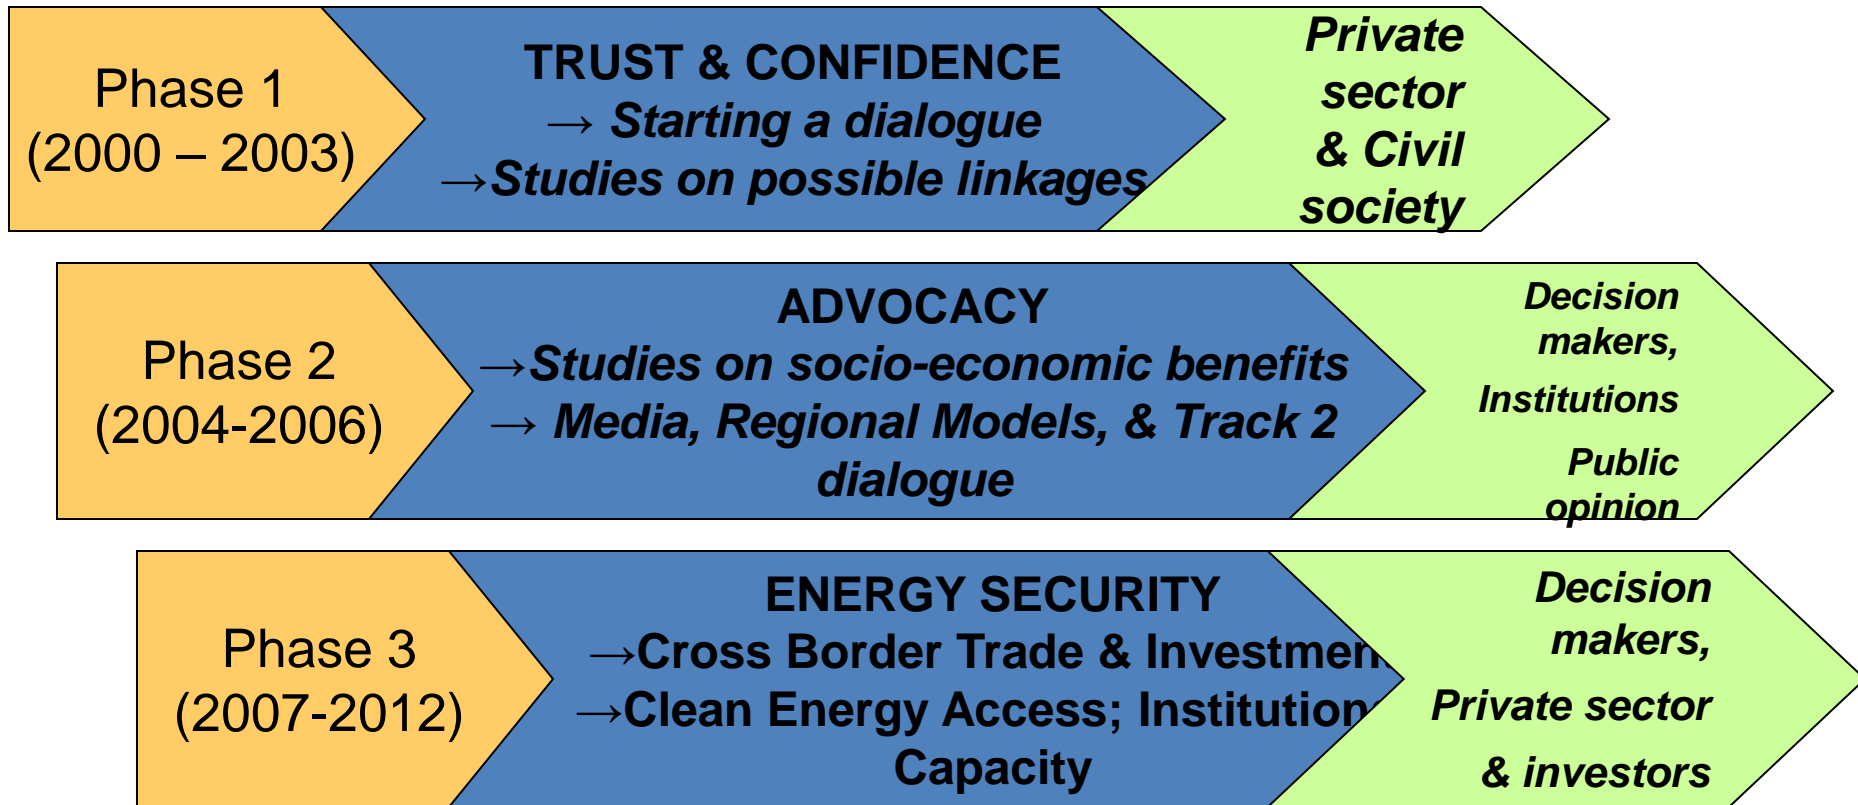 Phase 1
(2000 – 2003)
TRUST & CONFIDENCE
→ Starting a dialogue
→Studies on possible linkages
Private
sector
& Civil
society
Phase 2
(2004-2006)
ADVOCACY
→Studies on socio-economic benefits
→ Media, Regional Models, & Track 2
dialogue
Decision
makers,
Institutions
Public
opinion
Phase 3
(2007-2012)
ENERGY SECURITY
→Cross Border Trade & Investmen
→Clean Energy Access; Institution
Capacity
Decision
makers,
Private sector
& investors